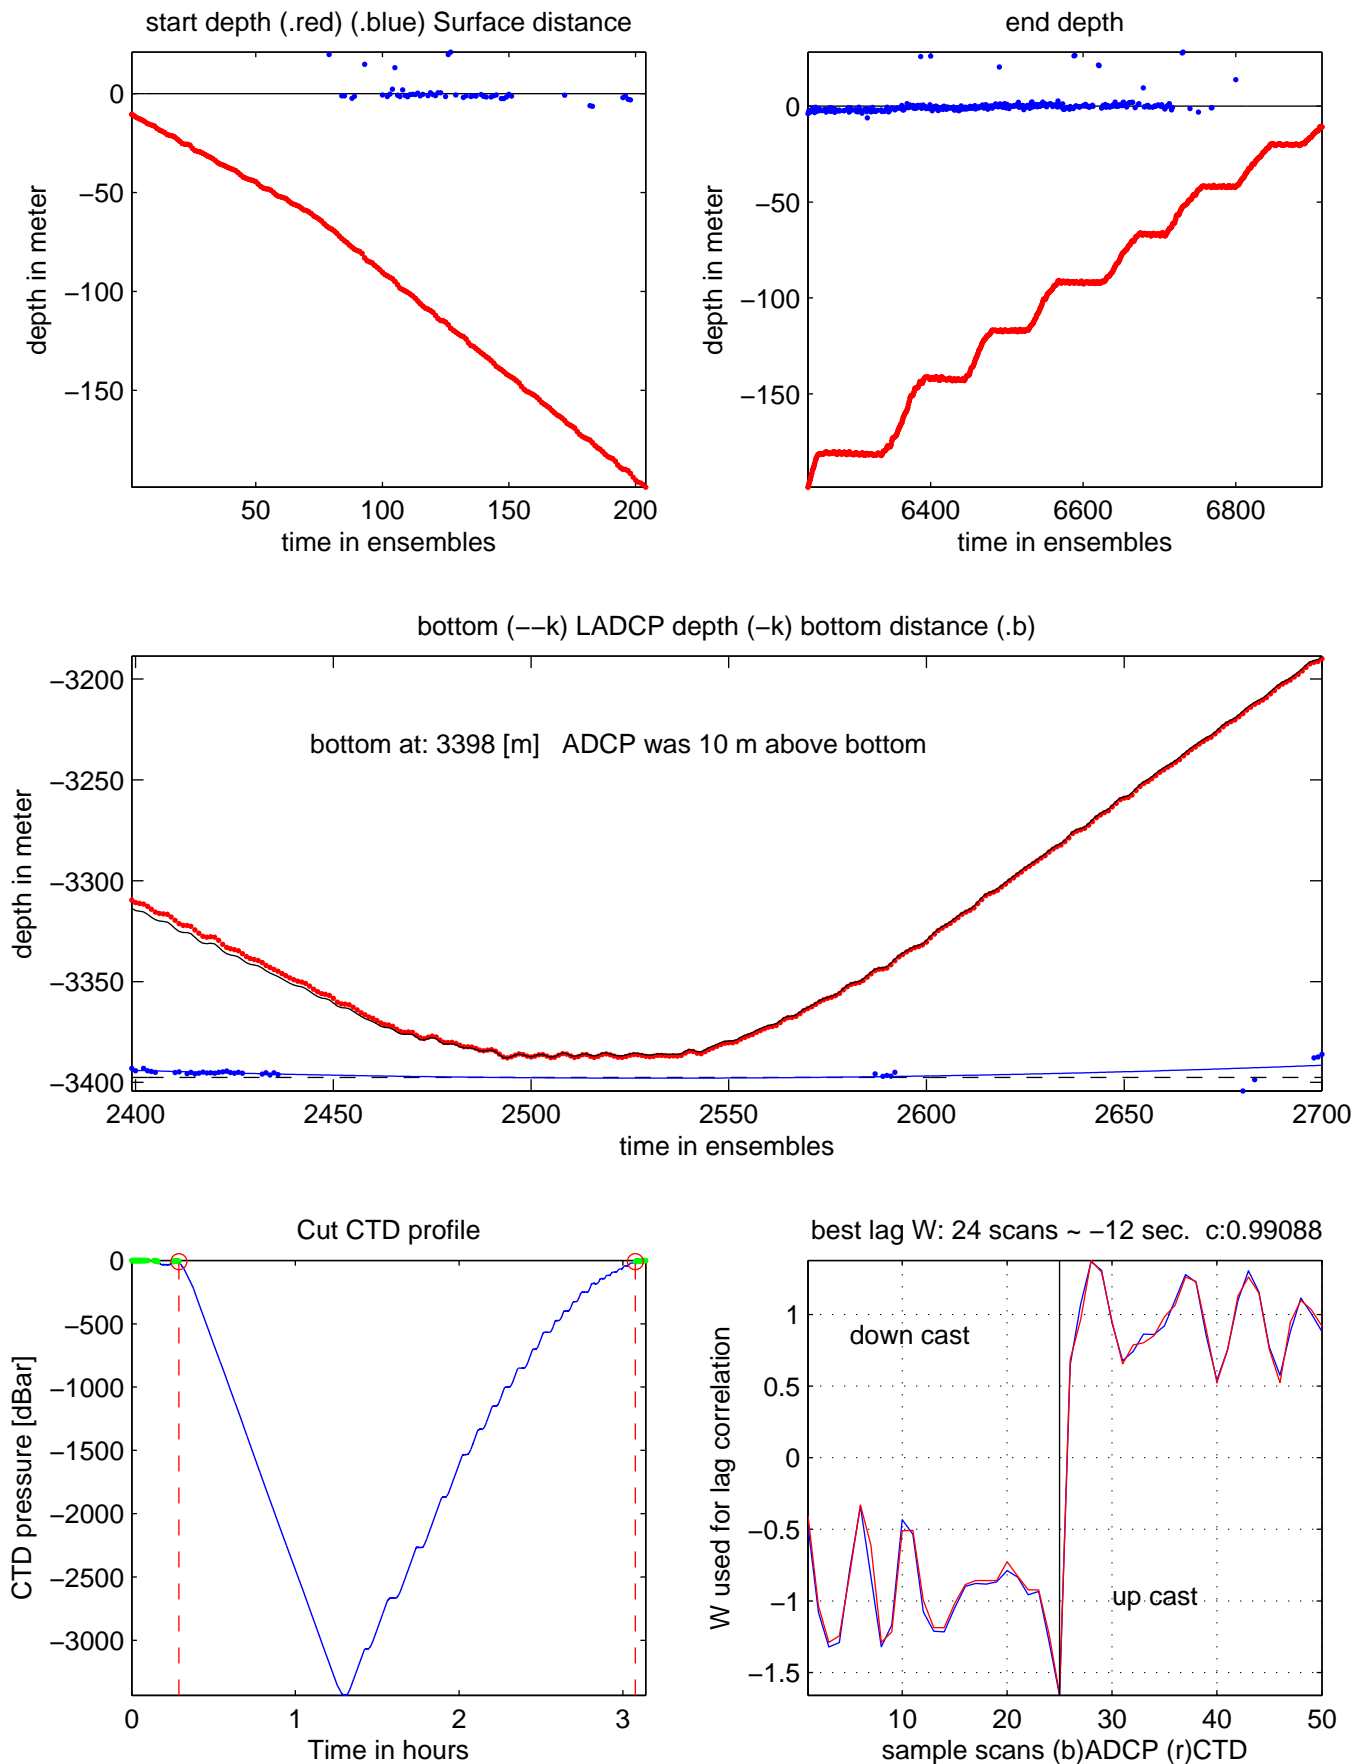 start depth (.red) (.blue) Surface distance
end depth
0
−50
−100
−150
depth in meter
50
100
150
200
time in ensembles
0
−50
−100
−150
depth in meter
6400
6600
6800
time in ensembles
bottom (−−k) LADCP depth (−k) bottom distance (.b)
−3200
−3250
−3300
−3350
−3400
depth in meter
bottom at: 3398 [m]   ADCP was 10 m above bottom
2400
2450
2500
2550
2600
2650
2700
time in ensembles
Cut CTD profile
0
−500
−1000
−1500
−2000
−2500
−3000
CTD pressure [dBar]
0
1
2
3
Time in hours
best lag W: 24 scans ~ −12 sec.  c:0.99088
1
0.5
0
−0.5
−1
−1.5
W used for lag correlation
down cast
up cast
10
20
30
40
50
sample scans (b)ADCP (r)CTD